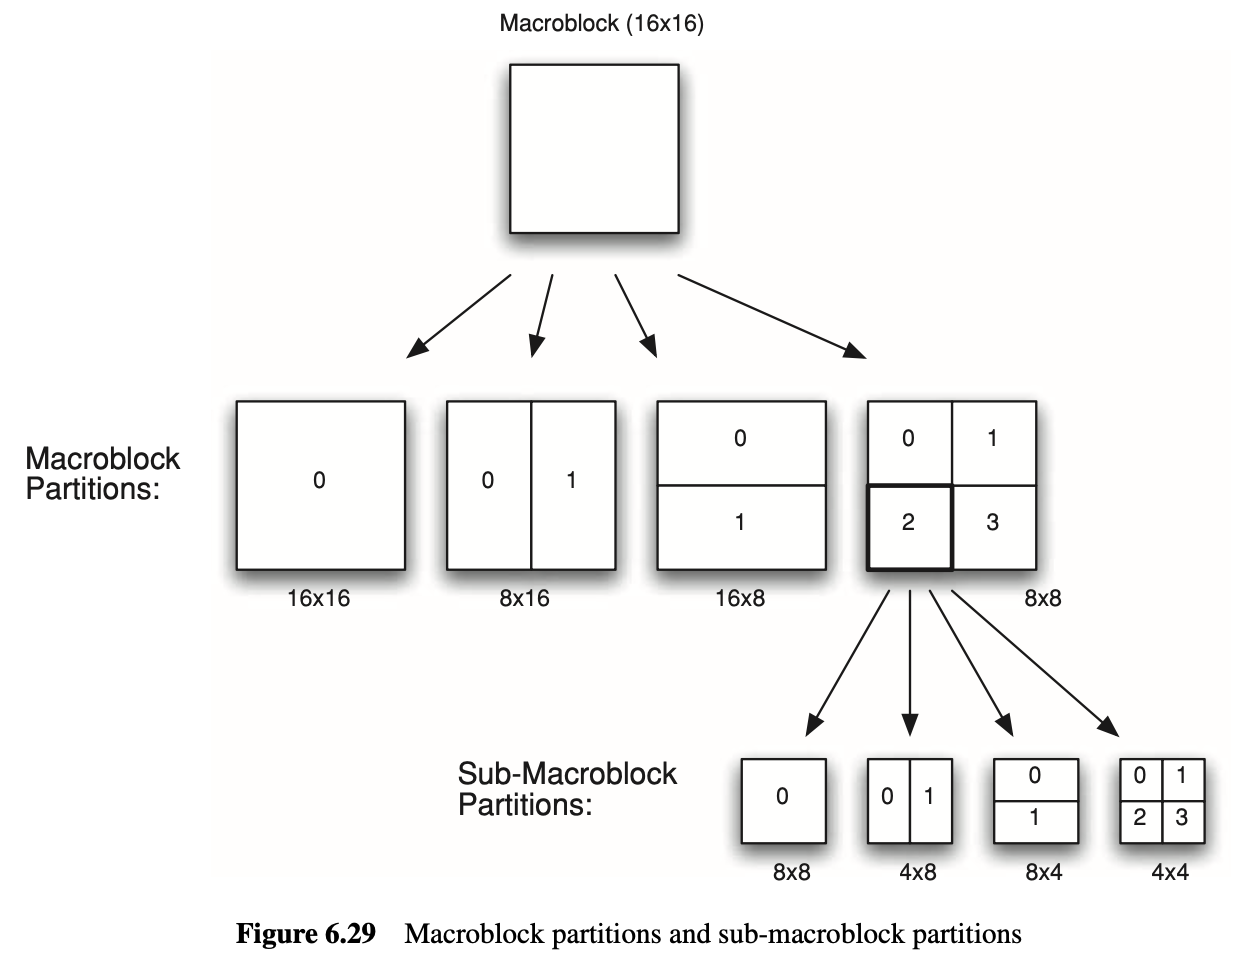 Macroblock (16x16)
0
0 1
0
1
0 1
2 3
Macroblock
Partitions:
16x16
8x16
16x8
8x8
Sub-Macroblock
Partitions:
0
0 1
0
1
0 1
2 3
8x8
4x8
8x4
4x4
Figure 6.29 Macroblock partitions and sub-macroblock partitions